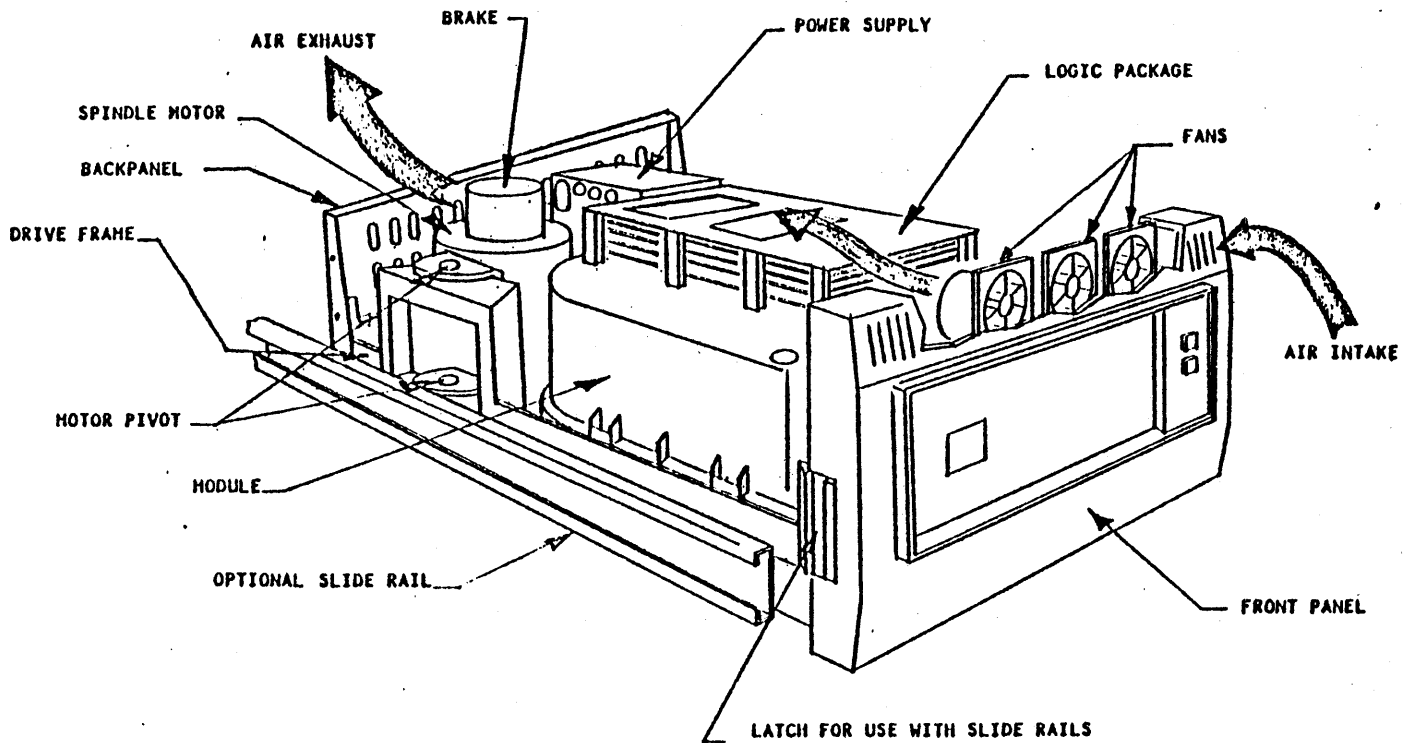 BRAKE
POWER SUPPLY
AIR EXHAUST
LOGIC PACKAGE
SPINDLE MOTOR
FANS
BACKPANEL
DRIVE FRAME
AIR INTAKE
MOTOR PIVOT
MODULE
OPTIONAL SLIDE RAIL
FRONT PANEL
LATCH FOR USE WITH SLIDE RAILS